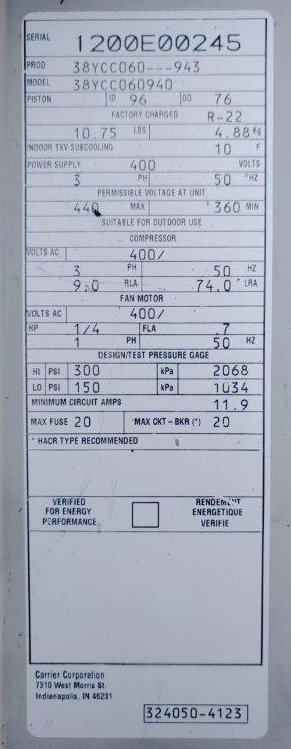 SERIAL 1200E00245
PROD 38YCC060---943
MODEL 38YCC060940
PISTON ID 96 OD 76
FACTORY CHARGED R-22
10.75 LBS 4.88 Kg
INDOOR TXV SUBCOOLING 10 F
POWER SUPPLY 400 VOLTS
3 PH 50 HZ
PERMISSIBLE VOLTAGE AT UNIT
440 MAX 360 MIN
SUITABLE FOR OUTDOOR USE
COMPRESSOR
VOLTS AC 400/
3 PH 50 HZ
9.0 RLA 74.0 LRA
FAN MOTOR
VOLTS AC 400/
HP 1/4 FLA .7
1 PH 50 HZ
DESIGN/TEST PRESSURE GAGE
HI PSI 300 kPa 2068
LO PSI 150 kPa 1034
MINIMUM CIRCUIT AMPS 11.9
MAX FUSE 20 *MAX CKT-BKR (*) 20
* HACR TYPE RECOMMENDED
VERIFIED FOR ENERGY PERFORMANCE
RENDEMENT ENERGETIQUE VERIFIE
Carrier Corporation
7310 West Morris St.
Indianapolis, IN 46231
324050-4123